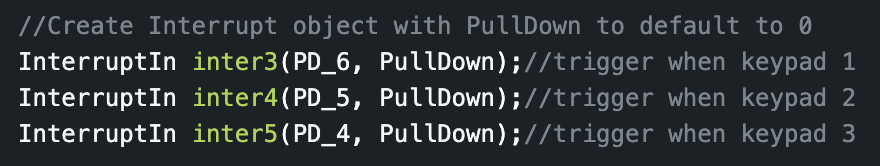 //Create Interrupt object with PullDown to default to 0
InterruptIn inter3(PD_6, PullDown);//trigger when keypad 1
InterruptIn inter4(PD_5, PullDown);//trigger when keypad 2
InterruptIn inter5(PD_4, PullDown);//trigger when keypad 3